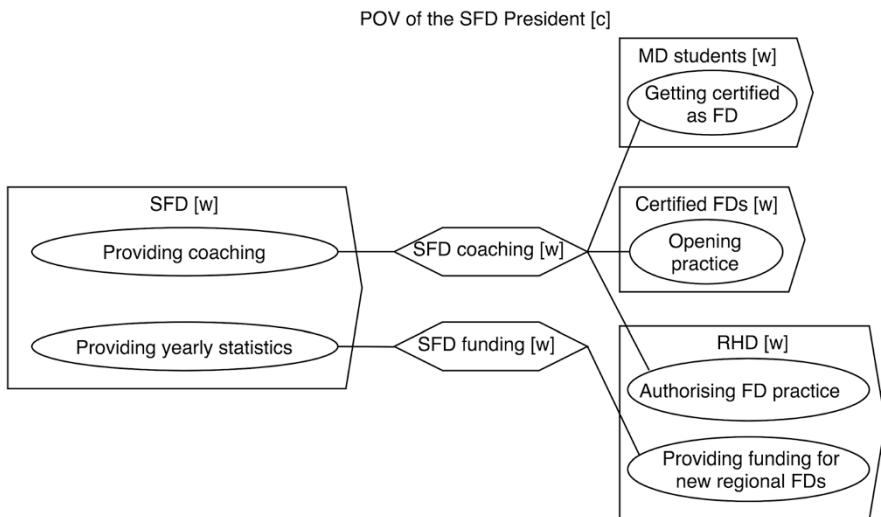 POV of the SFD President [c]
MD students [w]
Getting certified
as FD
SFD [w]
Providing coaching
SFD coaching [w]
Certified FDs [w]
Opening
practice
Providing yearly statistics
SFD funding [w]
RHD [w]
Authorising FD practice
Providing funding for
new regional FDs